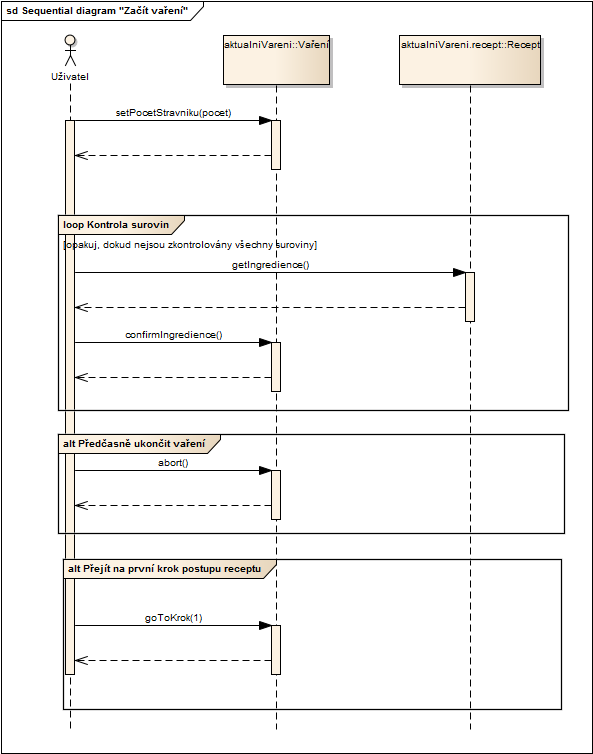 sd Sequential diagram "Začít vaření"
Uživatel
aktualniVareni::Vaření
aktualniVareni.recept::Recept
setPocetStravniku(pocet)
loop Kontrola surovin
[opakuj, dokud nejsou zkontrolovány všechny suroviny]
getIngredience()
confirmIngredience()
alt Předčasně ukončit vaření
abort()
alt Přejít na první krok postupu receptu
goToKrok(1)